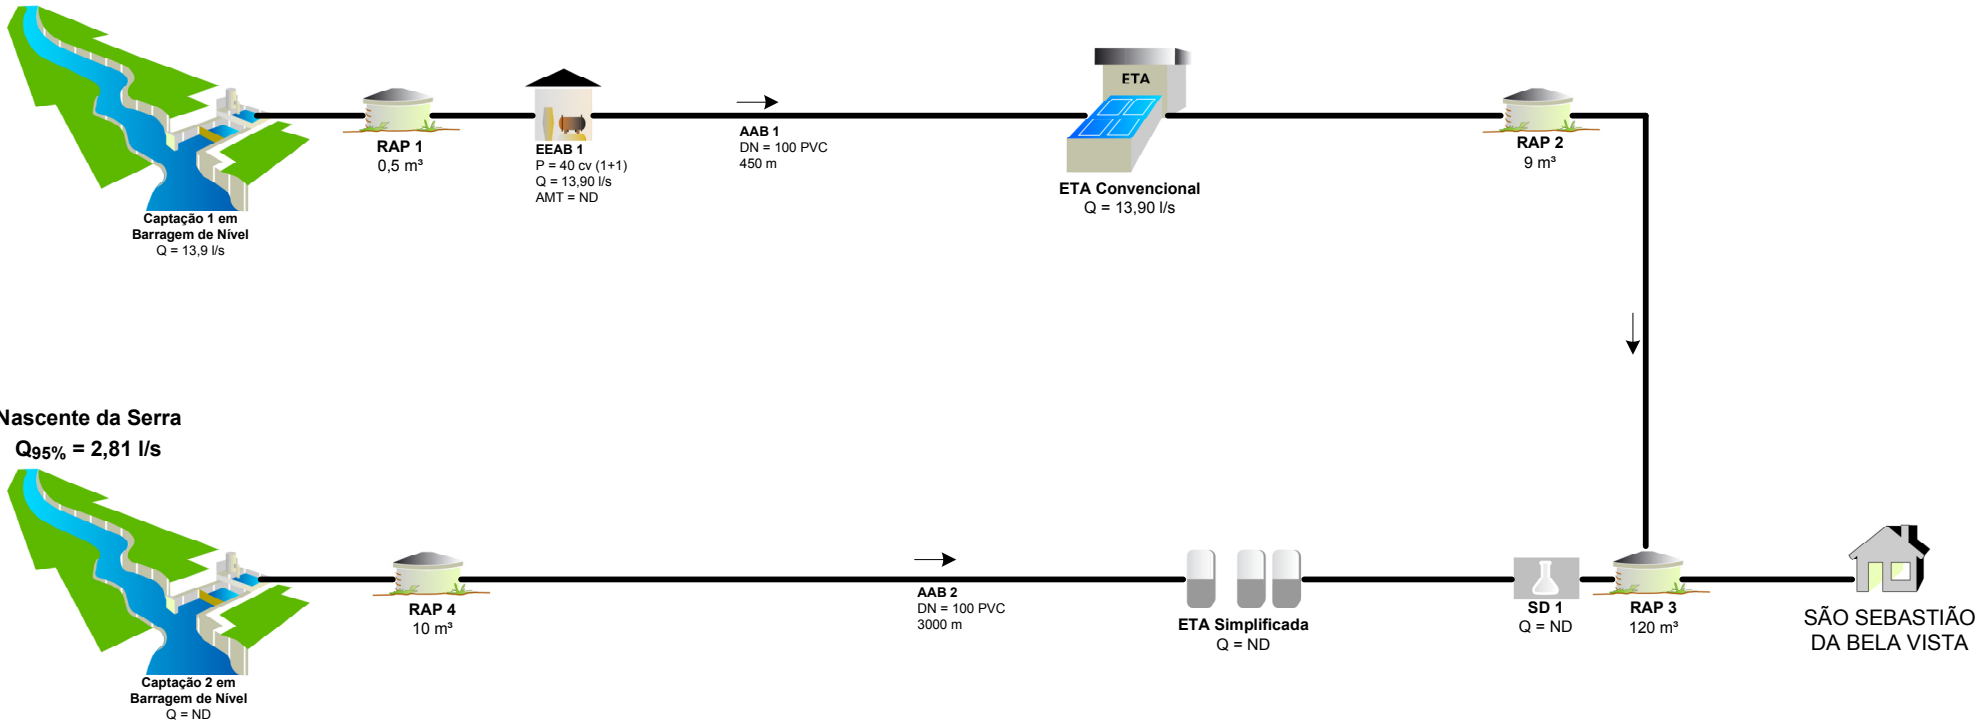 ETA
RAP 1
0,5 m³
EEAB 1
P = 40 cv (1+1)
Q = 13,90 l/s
AMT = ND
AAB 1
DN = 100 PVC
450 m
ETA Convencional
Q = 13,90 l/s
RAP 2
9 m³
Captação 1 em
Barragem de Nível
Q = 13,9 l/s
Nascente da Serra
Q95% = 2,81 l/s
RAP 4
10 m³
AAB 2
DN = 100 PVC
3000 m
ETA Simplificada
Q = ND
SD 1
Q = ND
RAP 3
120 m³
SÃO SEBASTIÃO
DA BELA VISTA
Captação 2 em
Barragem de Nível
Q = ND